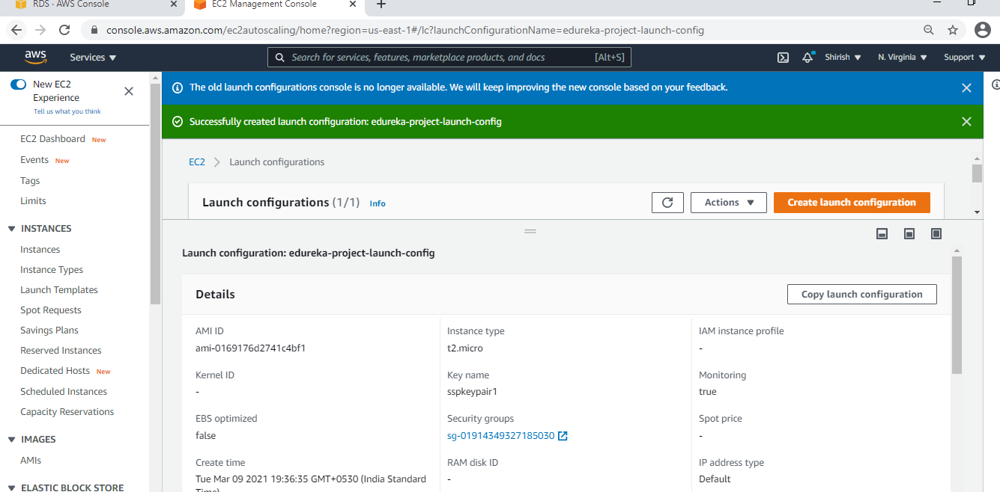 RDS · AWS Console
EC2 Management Console
console.aws.amazon.com/ec2autoscaling/home?region=us-east-1#/lc?launchConfigurationName=edureka-project-launch-config
aws
Services
Search for services, features, marketplace products, and docs
[Alt+S]
Shirish
N. Virginia
Support
New EC2
Experience
Tell us what you think
EC2 Dashboard New
Events New
Tags
Limits
INSTANCES
Instances
Instance Types
Launch Templates
Spot Requests
Savings Plans
Reserved Instances
Dedicated Hosts New
Scheduled Instances
Capacity Reservations
IMAGES
AMIs
ELASTIC BLOCK STORE
The old launch configurations console is no longer available. We will keep improving the new console based on your feedback.
Successfully created launch configuration: edureka-project-launch-config
EC2 > Launch configurations
Launch configurations (1/1) Info
Actions
Create launch configuration
Launch configuration: edureka-project-launch-config
Details
Copy launch configuration
AMI ID
ami-0169176d2741c4bf1
Instance type
t2.micro
IAM instance profile
-
Kernel ID
-
Key name
sspkeypair1
Monitoring
true
EBS optimized
false
Security groups
sg-01914349327185030
Spot price
-
Create time
Tue Mar 09 2021 19:36:35 GMT+0530 (India Standard
Time)
RAM disk ID
-
IP address type
Default